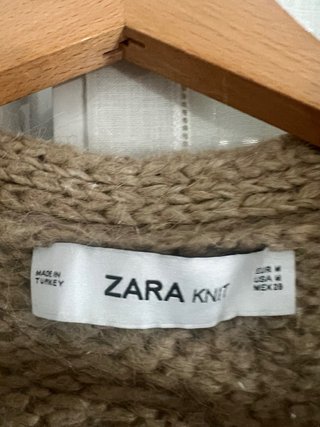 MADE IN
TURKEY
ZARA KNIT
EUR M
USA M
MEX 28